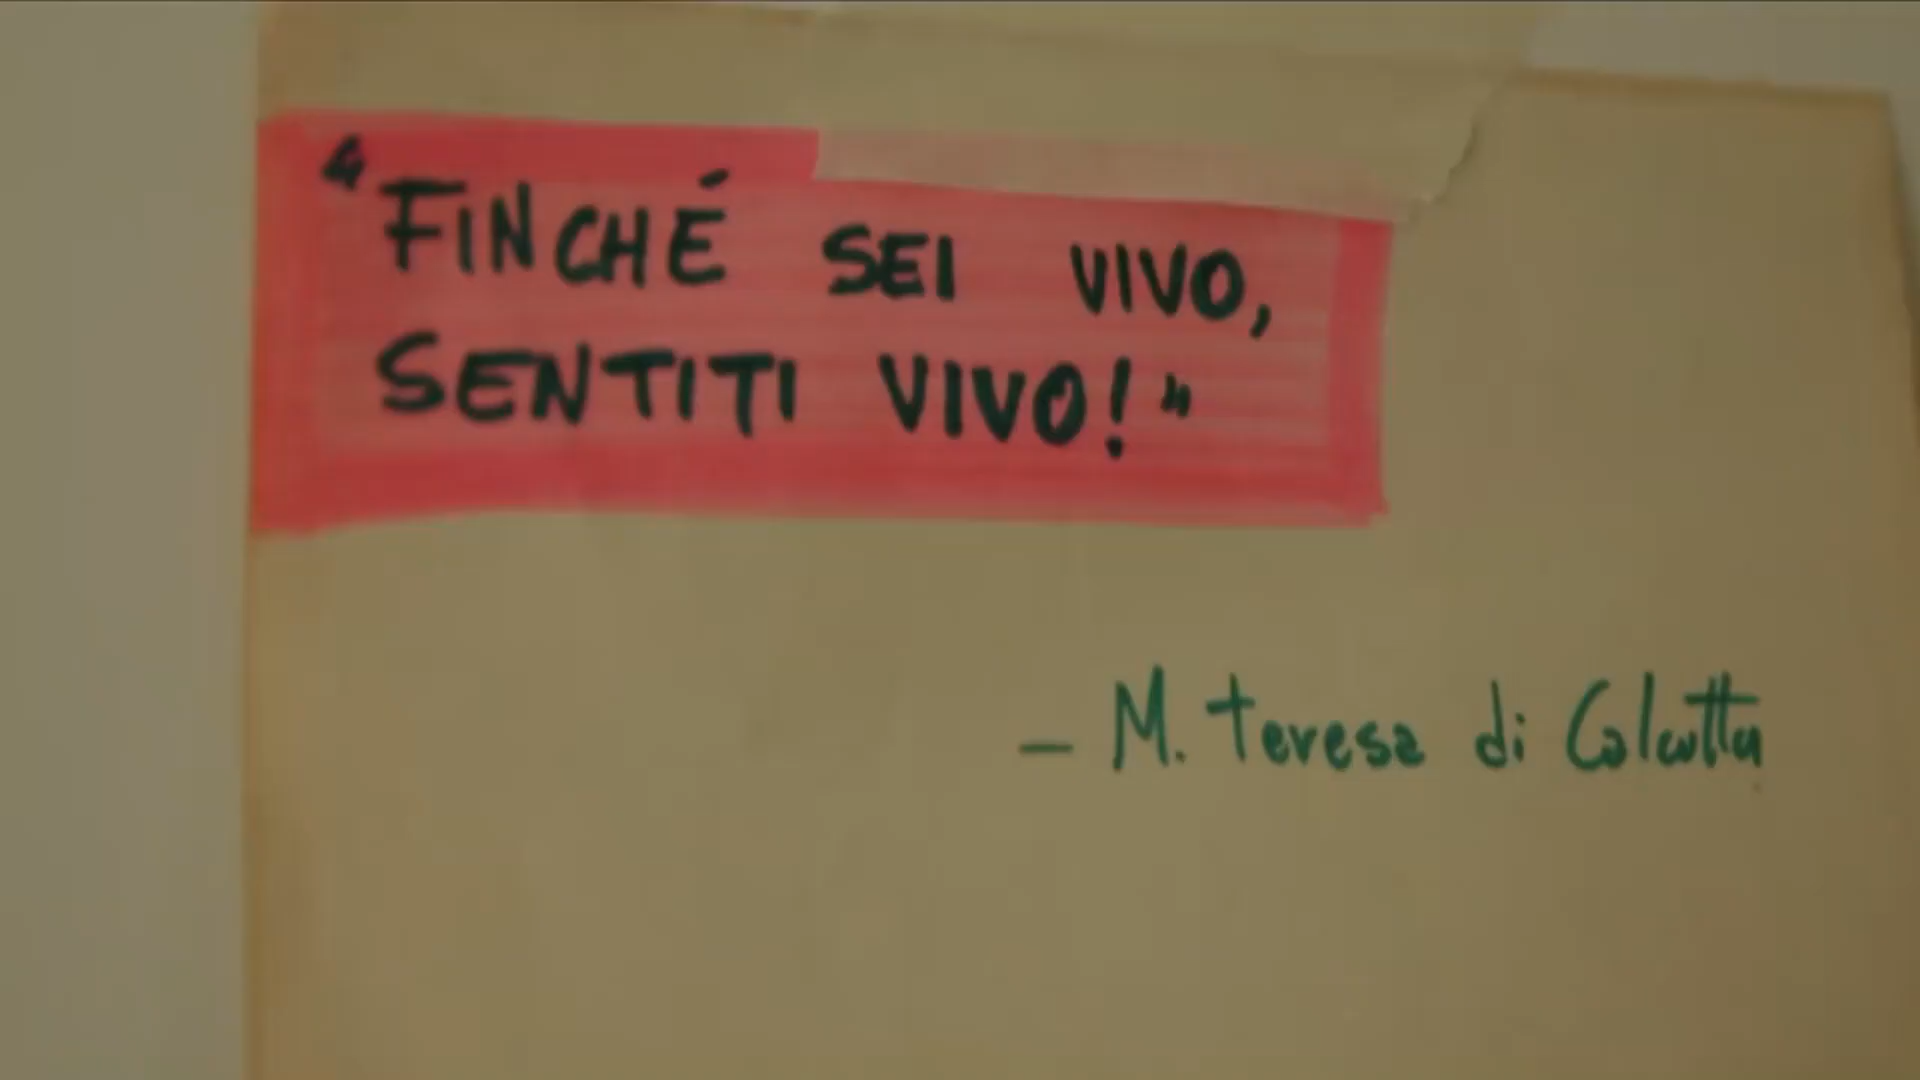 “FINCHÉ SEI VIVO,
SENTITI VIVO!”
– M. Teresa di Calcutta